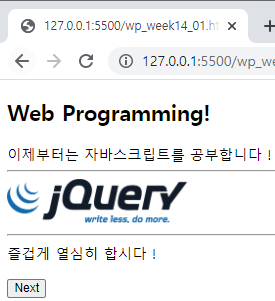 127.0.0.1:5500/wp_week14_01.h
127.0.0.1:5500/wp_we
Web Programming!
이제부터는 자바스크립트를 공부합니다 !
jQuery
write less, do more.
즐겁게 열심히 합시다 !
Next